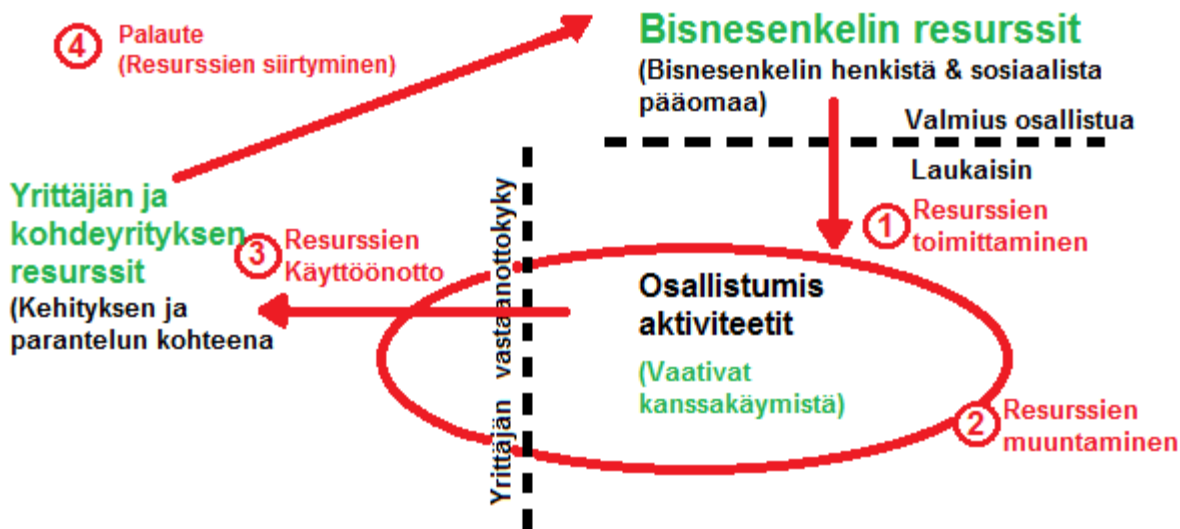 4
Palaute
(Resurssien siirtyminen)
Bisnesenkelin resurssit
(Bisnesenkelin henkistä & sosiaalista
pääomaa)
Valmius osallistua
Laukaisin
1
Resurssien
toimittaminen
Yrittäjän ja
kohdeyrityksen
resurssit
(Kehityksen ja
parantelun kohteena
3
Resurssien
Käyttöönotto
Yrittäjän vastaanottokyky
Osallistumis
aktiviteetit
(Vaativat
kanssakäymistä)
2
Resurssien
muuntaminen